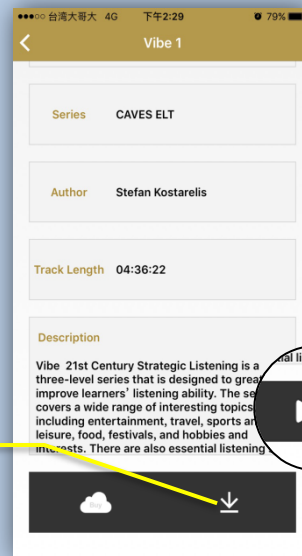 台湾大哥大 4G 下午2:29 79%
Vibe 1
Series CAVES ELT
Author Stefan Kostarelis
Track Length 04:36:22
Description
Vibe 21st Century Strategic Listening is a
three-level series that is designed to great
improve learners' listening ability. The se
covers a wide range of interesting topics
including entertainment, travel, sports an
leisure, food, festivals, and hobbies and
interests. There are also essential listening
Buy